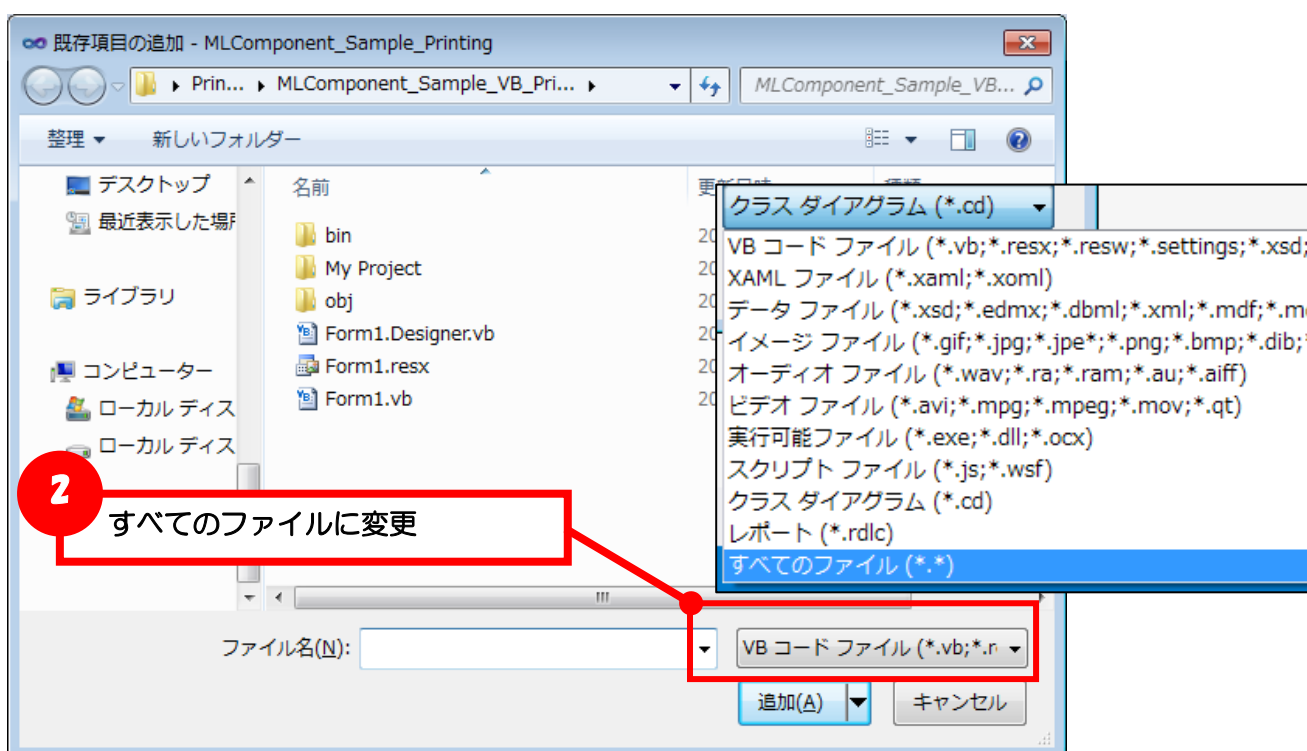 既存項目の追加 - MLComponent_Sample_Printing
Prin... MLComponent_Sample_VB_Pri...
MLComponent_Sample_VB...
整理 新しいフォルダー
デスクトップ
最近表示した場所
ライブラリ
コンピューター
ローカル ディス
ローカル ディス
名前
更新日時
種類
bin
My Project
obj
Form1.Designer.vb
Form1.resx
Form1.vb
20
20
20
20
20
20
クラス ダイアグラム (*.cd)
VB コード ファイル (*.vb;*.resx;*.resw;*.settings;*.xsd;
XAML ファイル (*.xaml;*.xoml)
データ ファイル (*.xsd;*.edmx;*.dbml;*.xml;*.mdf;*.m
イメージ ファイル (*.gif;*.jpg;*.jpe*;*.png;*.bmp;*.dib;*
オーディオ ファイル (*.wav;*.ra;*.ram;*.au;*.aiff)
ビデオ ファイル (*.avi;*.mpg;*.mpeg;*.mov;*.qt)
実行可能ファイル (*.exe;*.dll;*.ocx)
スクリプト ファイル (*.js;*.wsf)
クラス ダイアグラム (*.cd)
レポート (*.rdlc)
すべてのファイル (*.*)
2
すべてのファイルに変更
ファイル名(N):
VB コード ファイル (*.vb;*.r
追加(A)
キャンセル